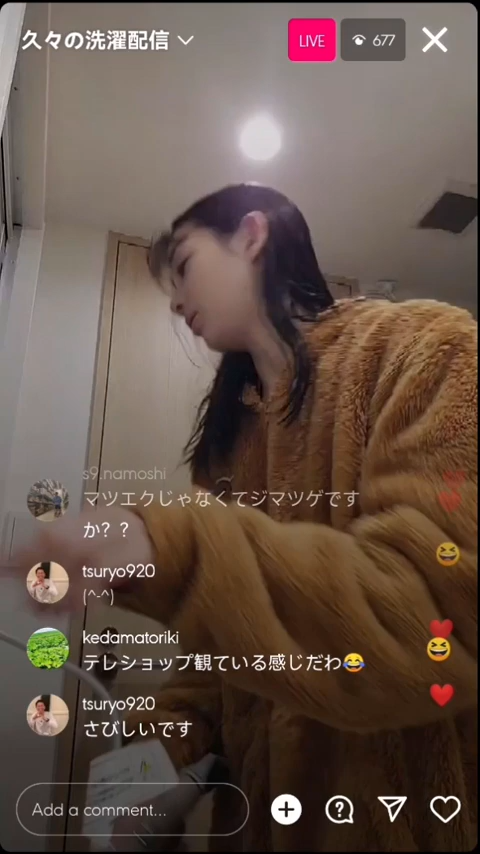 久々の洗濯配信
LIVE
677
s9.namoshi
マツエクじゃなくてジマツゲです
か？？
tsuryo920
(^-^)
kedamatoriki
テレショップ観ている感じだわ😂
tsuryo920
さびしいです
Add a comment...